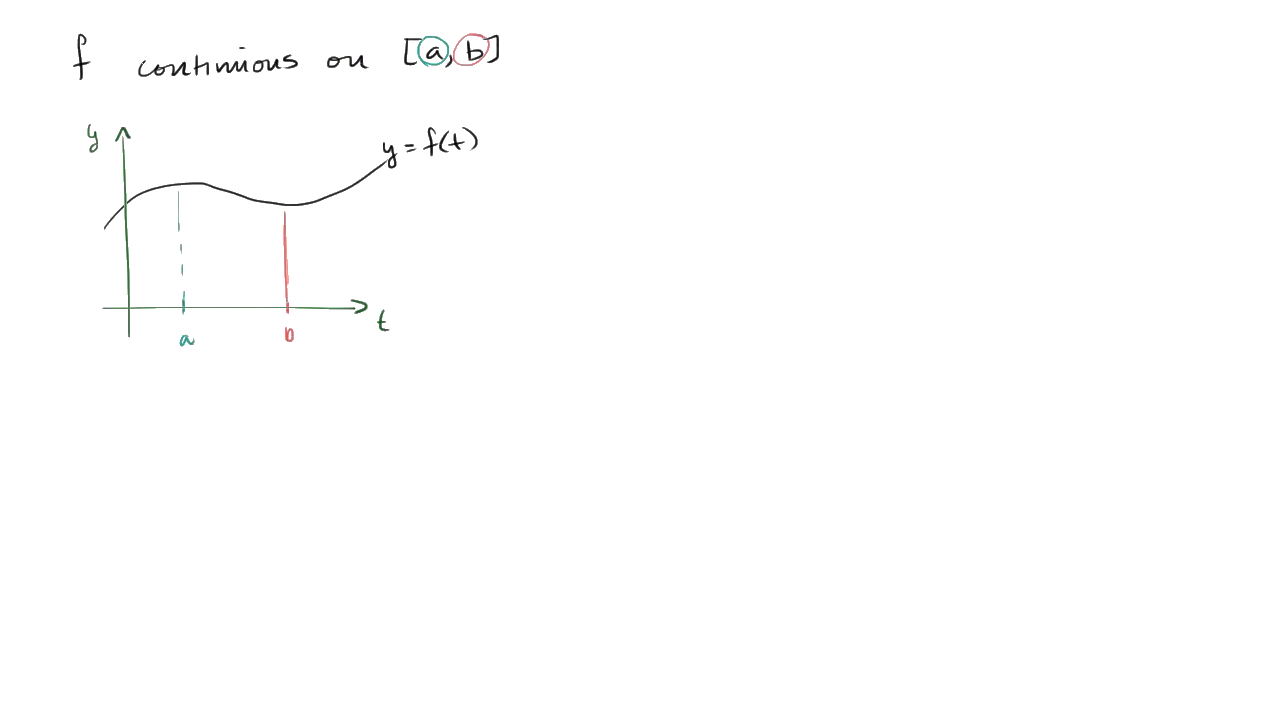 f continuous on [a, b]
y
y = f(t)
t
a
b